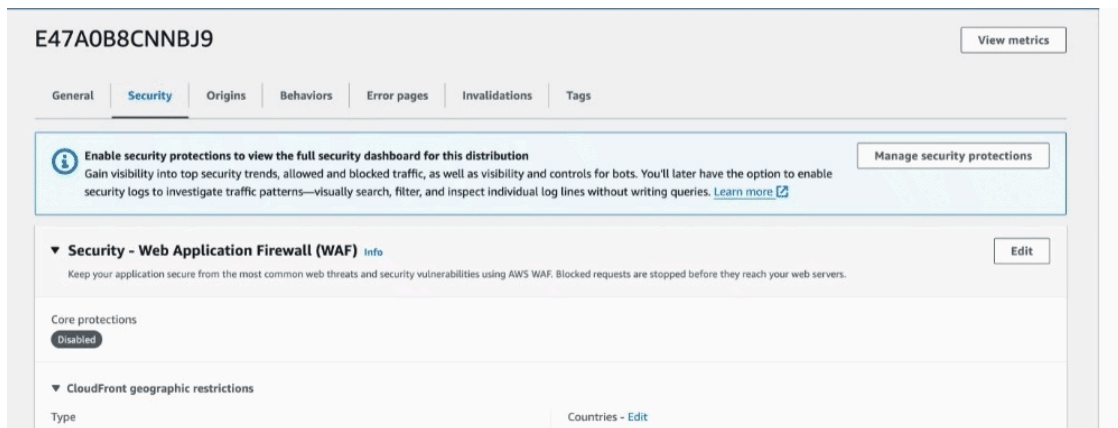 E47A0B8CNNBJ9
View metrics
General Security Origins Behaviors Error pages Invalidations Tags
Enable security protections to view the full security dashboard for this distribution
Manage security protections
Gain visibility into top security trends, allowed and blocked traffic, as well as visibility and controls for bots. You'll later have the option to enable
security logs to investigate traffic patterns—visually search, filter, and inspect individual log lines without writing queries. Learn more
Security - Web Application Firewall (WAF) Info
Edit
Keep your application secure from the most common web threats and security vulnerabilities using AWS WAF. Blocked requests are stopped before they reach your web servers.
Core protections
Disabled
CloudFront geographic restrictions
Type
Countries - Edit